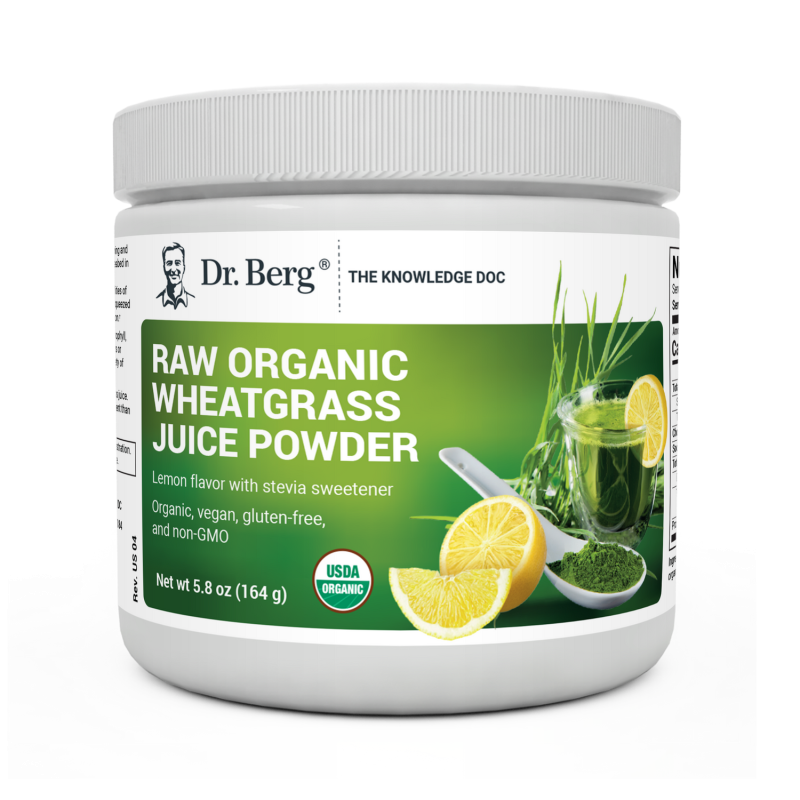 Dr. Berg®
THE KNOWLEDGE DOC
RAW ORGANIC
WHEATGRASS
JUICE POWDER
Lemon flavor with stevia sweetener
Organic, vegan, gluten-free,
and non-GMO
Net wt 5.8 oz (164 g)
USDA
ORGANIC
Rev. US 04